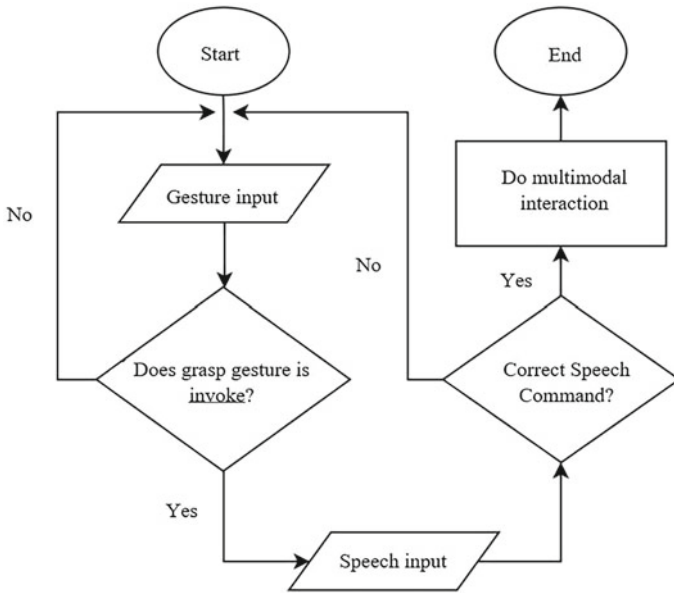 Start
End
Gesture input
Do multimodal
interaction
No
No
Yes
Does grasp gesture is
invoke?
Correct Speech
Command?
Yes
Speech input